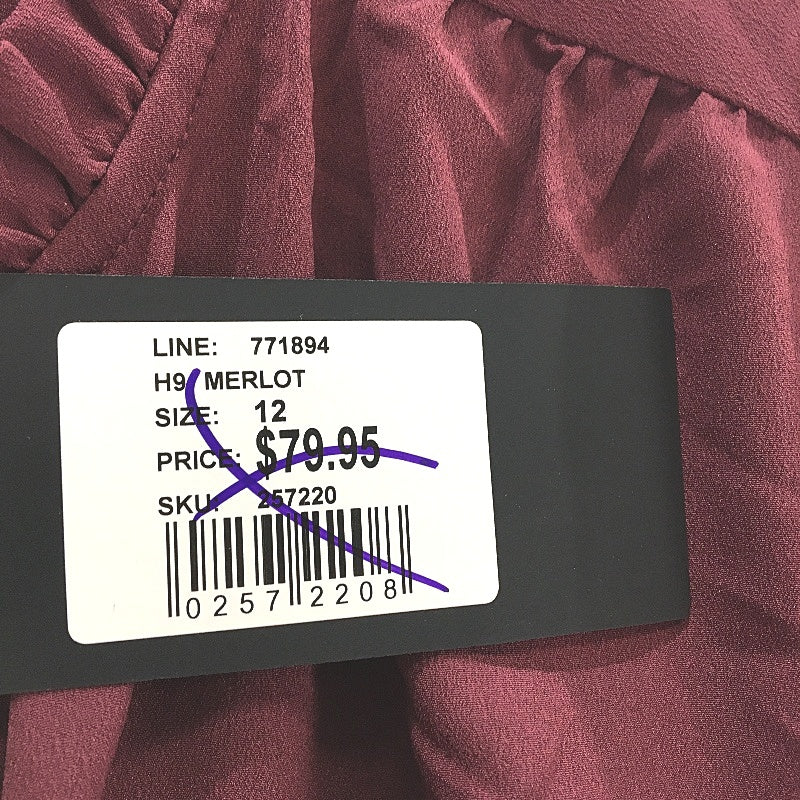 LINE: 771894
H9 MERLOT
SIZE: 12
PRICE: $79.95
SKU: 257220
0257 2208